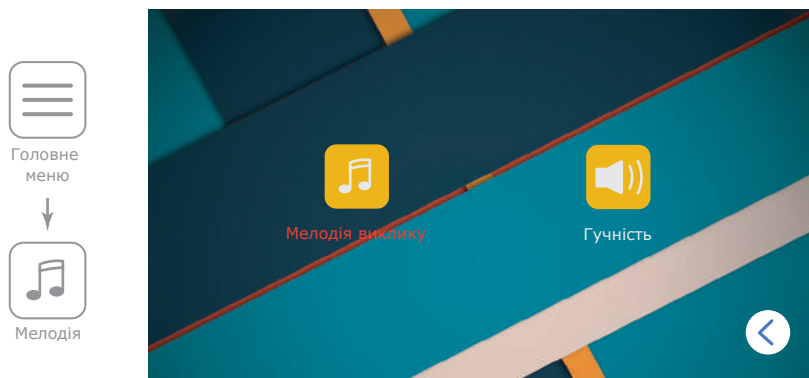 Головне
меню
Мелодія
Мелодія виклику
Гучність